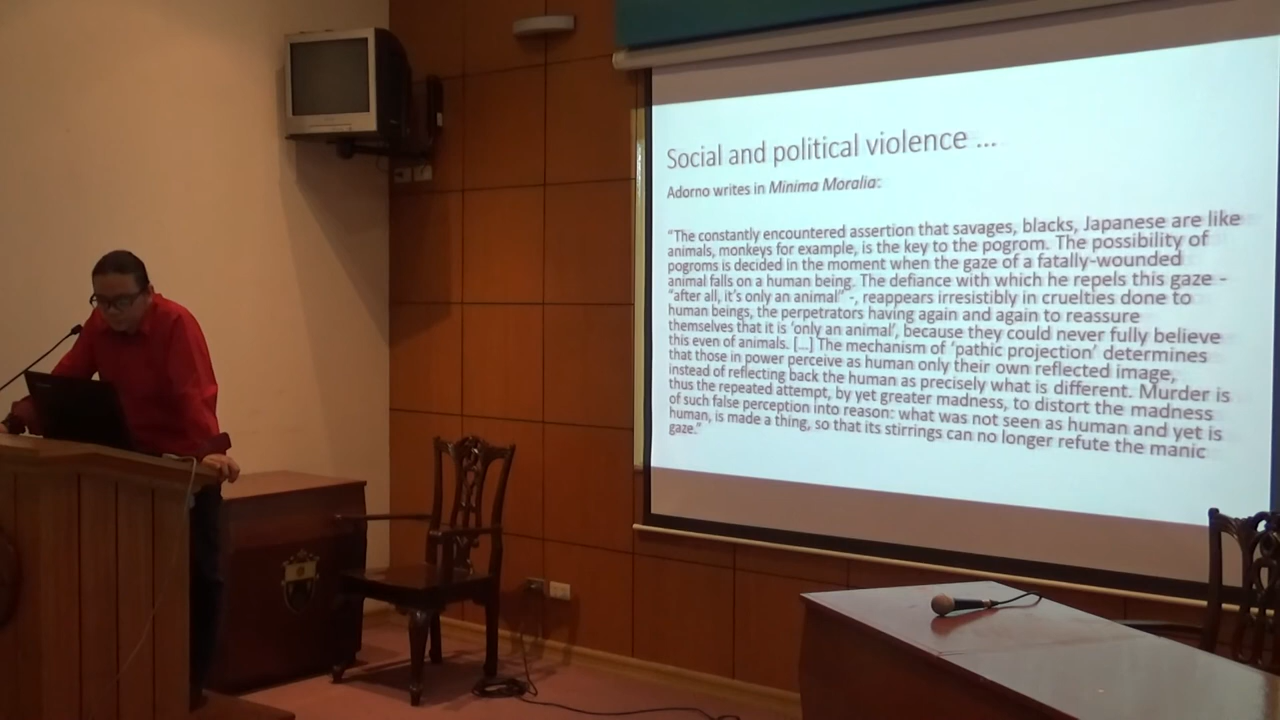 Social and political violence ...
Adorno writes in Minima Moralia:
“The constantly encountered assertion that savages, blacks, Japanese are like
animals, monkeys for example, is the key to the pogrom. The possibility of
pogroms is decided in the moment when the gaze of a fatally-wounded
animal falls on a human being. The defiance with which he repels this gaze -
“after all, it’s only an animal” -, reappears irresistibly in cruelties done to
human beings, the perpetrators having again and again to reassure
themselves that it is ‘only an animal’, because they could never fully believe
this even of animals. [...] The mechanism of ‘pathic projection’ determines
that those in power perceive as human only their own reflected image,
instead of reflecting back the human as precisely what is different. Murder is
thus the repeated attempt, by yet greater madness, to distort the madness
of such false perception into reason: what was not seen as human and yet is
human, is made a thing, so that its stirrings can no longer refute the manic
gaze.”